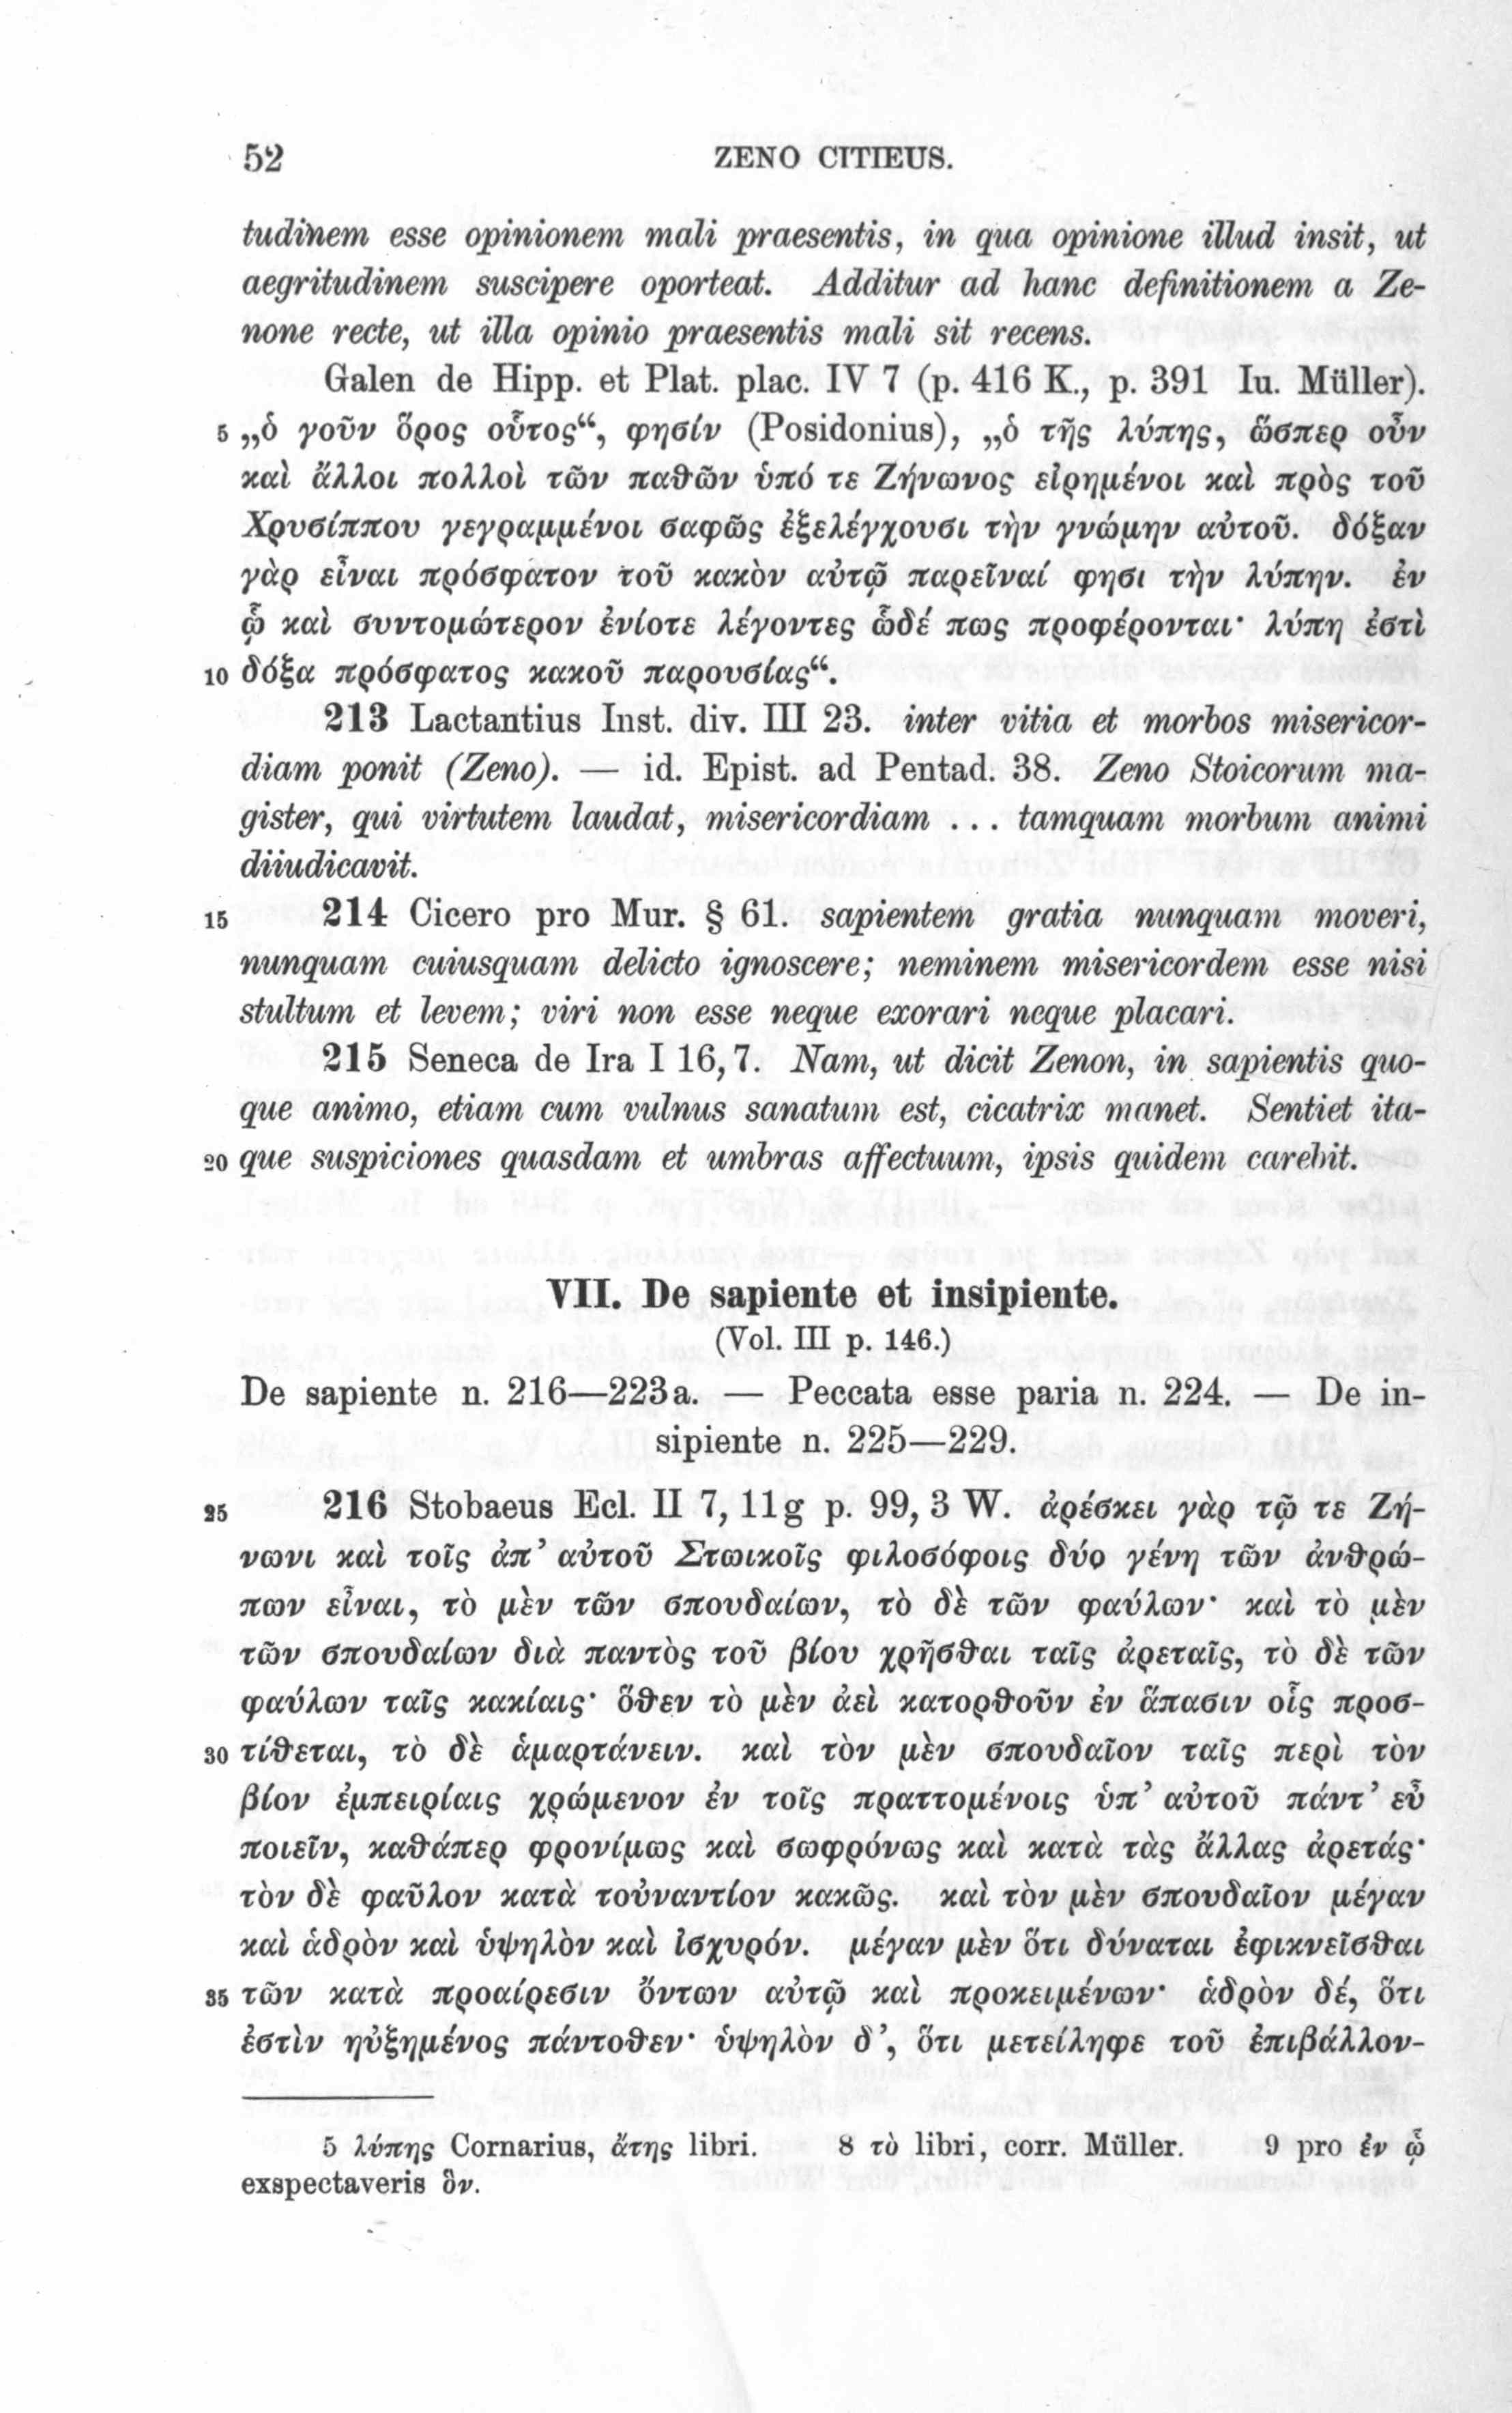 52 ZENO CITIEUS.
tudinem esse opinionem mali praesentis, in qua opinione illud insit, ut
aegritudinem suscipere oporteat. Additur ad hanc definitionem a Ze-
none recte, ut illa opinio praesentis mali sit recens.
Galen de Hipp. et Plat. plac. IV 7 (p. 416 K., p. 391 Iu. Müller).
5 „ὁ γοῦν ὅρος οὗτος“, φησίν (Posidonius), „ὁ τῆς λύπης, ὥσπερ οὖν
καὶ ἄλλοι πολλοὶ τῶν παθῶν ὑπό τε Ζήνωνος εἰρημένοι καὶ πρὸς τοῦ
Χρυσίππου γεγραμμένοι σαφῶς ἐξελέγχουσι τὴν γνώμην αὐτοῦ. δόξαν
γὰρ εἶναι πρόσφατον τοῦ κακὸν αὐτῷ παρεῖναί φησι τὴν λύπην. ἐν
ᾧ καὶ συντομώτερον ἐνίοτε λέγοντες ὧδέ πως προφέρονται· λύπη ἐστὶ
10 δόξα πρόσφατος κακοῦ παρουσίας“.
213 Lactantius Inst. div. III 23. inter vitia et morbos misericor-
diam ponit (Zeno). — id. Epist. ad Pentad. 38. Zeno Stoicorum ma-
gister, qui virtutem laudat, misericordiam ... tamquam morbum animi
diiudicavit.
15 214 Cicero pro Mur. § 61. sapientem gratia nunquam moveri,
nunquam cuiusquam delicto ignoscere; neminem misericordem esse nisi
stultum et levem; viri non esse neque exorari neque placari.
215 Seneca de Ira I 16, 7. Nam, ut dicit Zenon, in sapientis quo-
que animo, etiam cum vulnus sanatum est, cicatrix manet. Sentiet ita-
20 que suspiciones quasdam et umbras affectuum, ipsis quidem carebit.
VII. De sapiente et insipiente.
(Vol. III p. 146.)
De sapiente n. 216—223a. — Peccata esse paria n. 224. — De in-
sipiente n. 225—229.
25 216 Stobaeus Ecl. II 7, 11g p. 99, 3 W. ἀρέσκει γὰρ τῷ τε Ζή-
νωνι καὶ τοῖς ἀπ’ αὐτοῦ Στωικοῖς φιλοσόφοις δύο γένη τῶν ἀνθρώ-
πων εἶναι, τὸ μὲν τῶν σπουδαίων, τὸ δὲ τῶν φαύλων· καὶ τὸ μὲν
τῶν σπουδαίων διὰ παντὸς τοῦ βίου χρῆσθαι ταῖς ἀρεταῖς, τὸ δὲ τῶν
φαύλων ταῖς κακίαις· ὅθεν τὸ μὲν ἀεὶ κατορθοῦν ἐν ἅπασιν οἷς προσ-
30 τίθεται, τὸ δὲ ἁμαρτάνειν. καὶ τὸν μὲν σπουδαῖον ταῖς περὶ τὸν
βίον ἐμπειρίαις χρώμενον ἐν τοῖς πραττομένοις ὑπ’ αὐτοῦ πάντ’ εὖ
ποιεῖν, καθάπερ φρονίμως καὶ σωφρόνως καὶ κατὰ τὰς ἄλλας ἀρετάς·
τὸν δὲ φαῦλον κατὰ τοὐναντίον κακῶς. καὶ τὸν μὲν σπουδαῖον μέγαν
καὶ ἁδρὸν καὶ ὑψηλὸν καὶ ἰσχυρόν. μέγαν μὲν ὅτι δύναται ἐφικνεῖσθαι
35 τῶν κατὰ προαίρεσιν ὄντων αὐτῷ καὶ προκειμένων· ἁδρὸν δέ, ὅτι
ἐστὶν ηὐξημένος πάντοθεν· ὑψηλὸν δ’, ὅτι μετείληφε τοῦ ἐπιβάλλον-
5 λύπης Cornarius, ἄτης libri. 8 τὸ libri, corr. Müller. 9 pro ἐν ᾧ
exspectaveris ὃν.